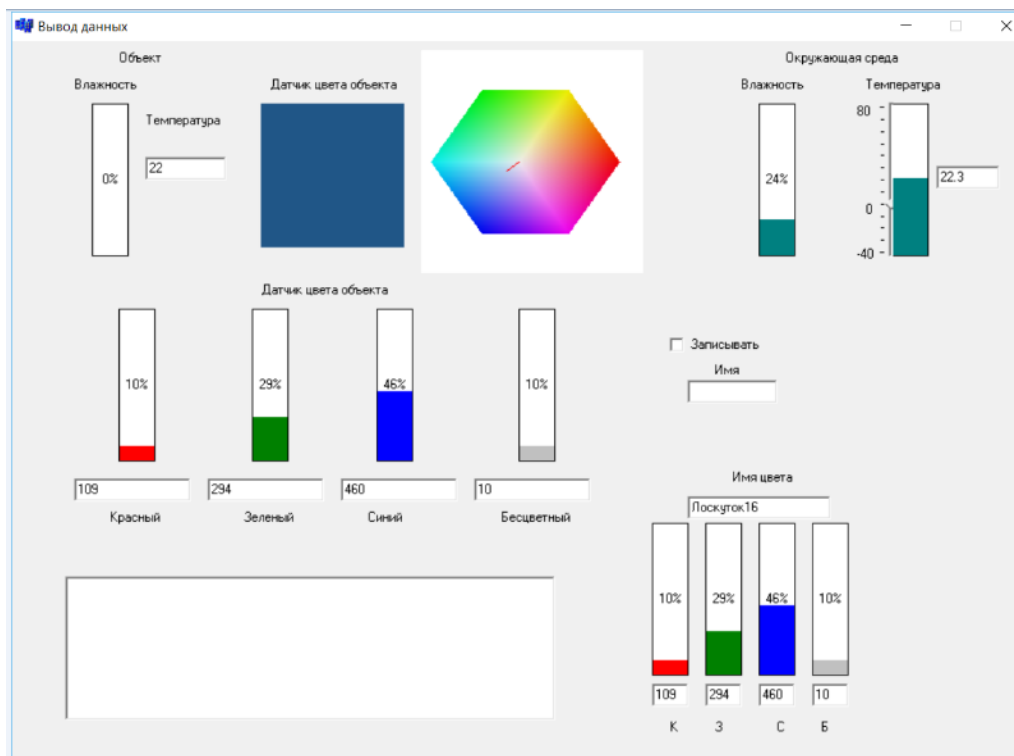 Вывод данных
Объект
Влажность
0%
Температура
22
Датчик цвета объекта
Окружающая среда
Влажность
24%
Температура
80
0
-40
22.3
Датчик цвета объекта
10%
29%
46%
10%
109
294
460
10
Красный
Зеленый
Синий
Бесцветный
Записывать
Имя
Имя цвета
Лоскуток16
10%
29%
46%
10%
109
294
460
10
К
З
С
Б